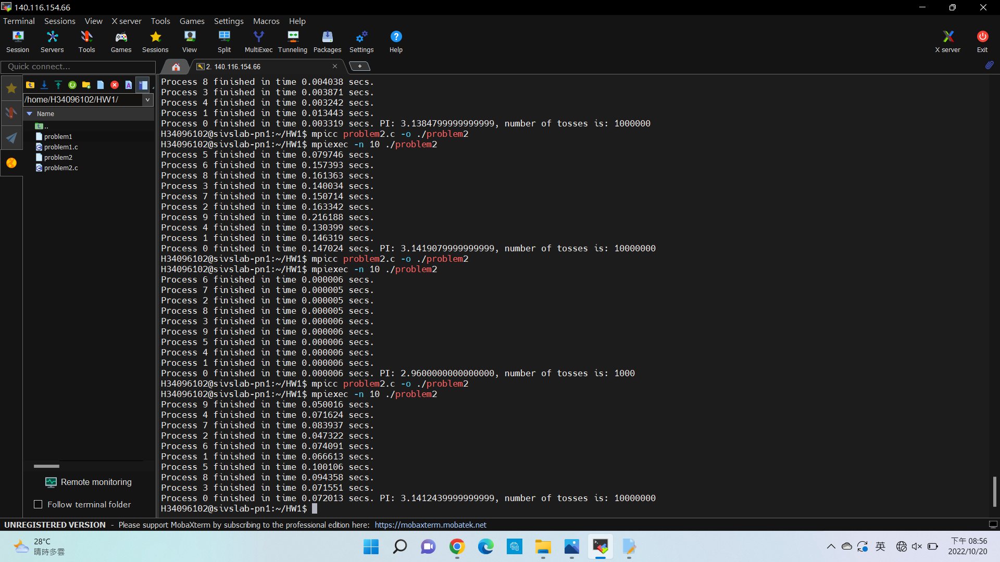 140.116.154.66
Terminal Sessions View X server Tools Games Settings Macros Help
Session Servers Tools Games Sessions View Split MultiExec Tunneling Packages Settings Help X server Exit
Quick connect...
2. 140.116.154.66
/home/H34096102/HW1/
Name
..
problem1
problem1.c
problem2
problem2.c
Remote monitoring
Follow terminal folder
Process 8 finished in time 0.004038 secs.
Process 3 finished in time 0.003871 secs.
Process 4 finished in time 0.003242 secs.
Process 1 finished in time 0.013443 secs.
Process 0 finished in time 0.003319 secs. PI: 3.1384799999999999, number of tosses is: 1000000
H34096102@sivslab-pn1:~/HW1$ mpicc problem2.c -o ./problem2
H34096102@sivslab-pn1:~/HW1$ mpiexec -n 10 ./problem2
Process 5 finished in time 0.079746 secs.
Process 6 finished in time 0.157393 secs.
Process 8 finished in time 0.161363 secs.
Process 3 finished in time 0.140034 secs.
Process 7 finished in time 0.150714 secs.
Process 2 finished in time 0.163342 secs.
Process 9 finished in time 0.216188 secs.
Process 4 finished in time 0.130399 secs.
Process 1 finished in time 0.146319 secs.
Process 0 finished in time 0.147024 secs. PI: 3.1419079999999999, number of tosses is: 10000000
H34096102@sivslab-pn1:~/HW1$ mpicc problem2.c -o ./problem2
H34096102@sivslab-pn1:~/HW1$ mpiexec -n 10 ./problem2
Process 6 finished in time 0.000006 secs.
Process 7 finished in time 0.000005 secs.
Process 2 finished in time 0.000005 secs.
Process 8 finished in time 0.000005 secs.
Process 3 finished in time 0.000006 secs.
Process 9 finished in time 0.000006 secs.
Process 5 finished in time 0.000006 secs.
Process 4 finished in time 0.000006 secs.
Process 1 finished in time 0.000006 secs.
Process 0 finished in time 0.000006 secs. PI: 2.9600000000000000, number of tosses is: 1000
H34096102@sivslab-pn1:~/HW1$ mpicc problem2.c -o ./problem2
H34096102@sivslab-pn1:~/HW1$ mpiexec -n 10 ./problem2
Process 9 finished in time 0.050016 secs.
Process 4 finished in time 0.071624 secs.
Process 7 finished in time 0.083937 secs.
Process 2 finished in time 0.047322 secs.
Process 6 finished in time 0.074091 secs.
Process 1 finished in time 0.066613 secs.
Process 5 finished in time 0.100106 secs.
Process 8 finished in time 0.094358 secs.
Process 3 finished in time 0.071551 secs.
Process 0 finished in time 0.072013 secs. PI: 3.1412439999999999, number of tosses is: 10000000
H34096102@sivslab-pn1:~/HW1$
UNREGISTERED VERSION - Please support MobaXterm by subscribing to the professional edition here: https://mobaxterm.mobatek.net
28°C
晴時多雲
英
下午 08:56
2022/10/20